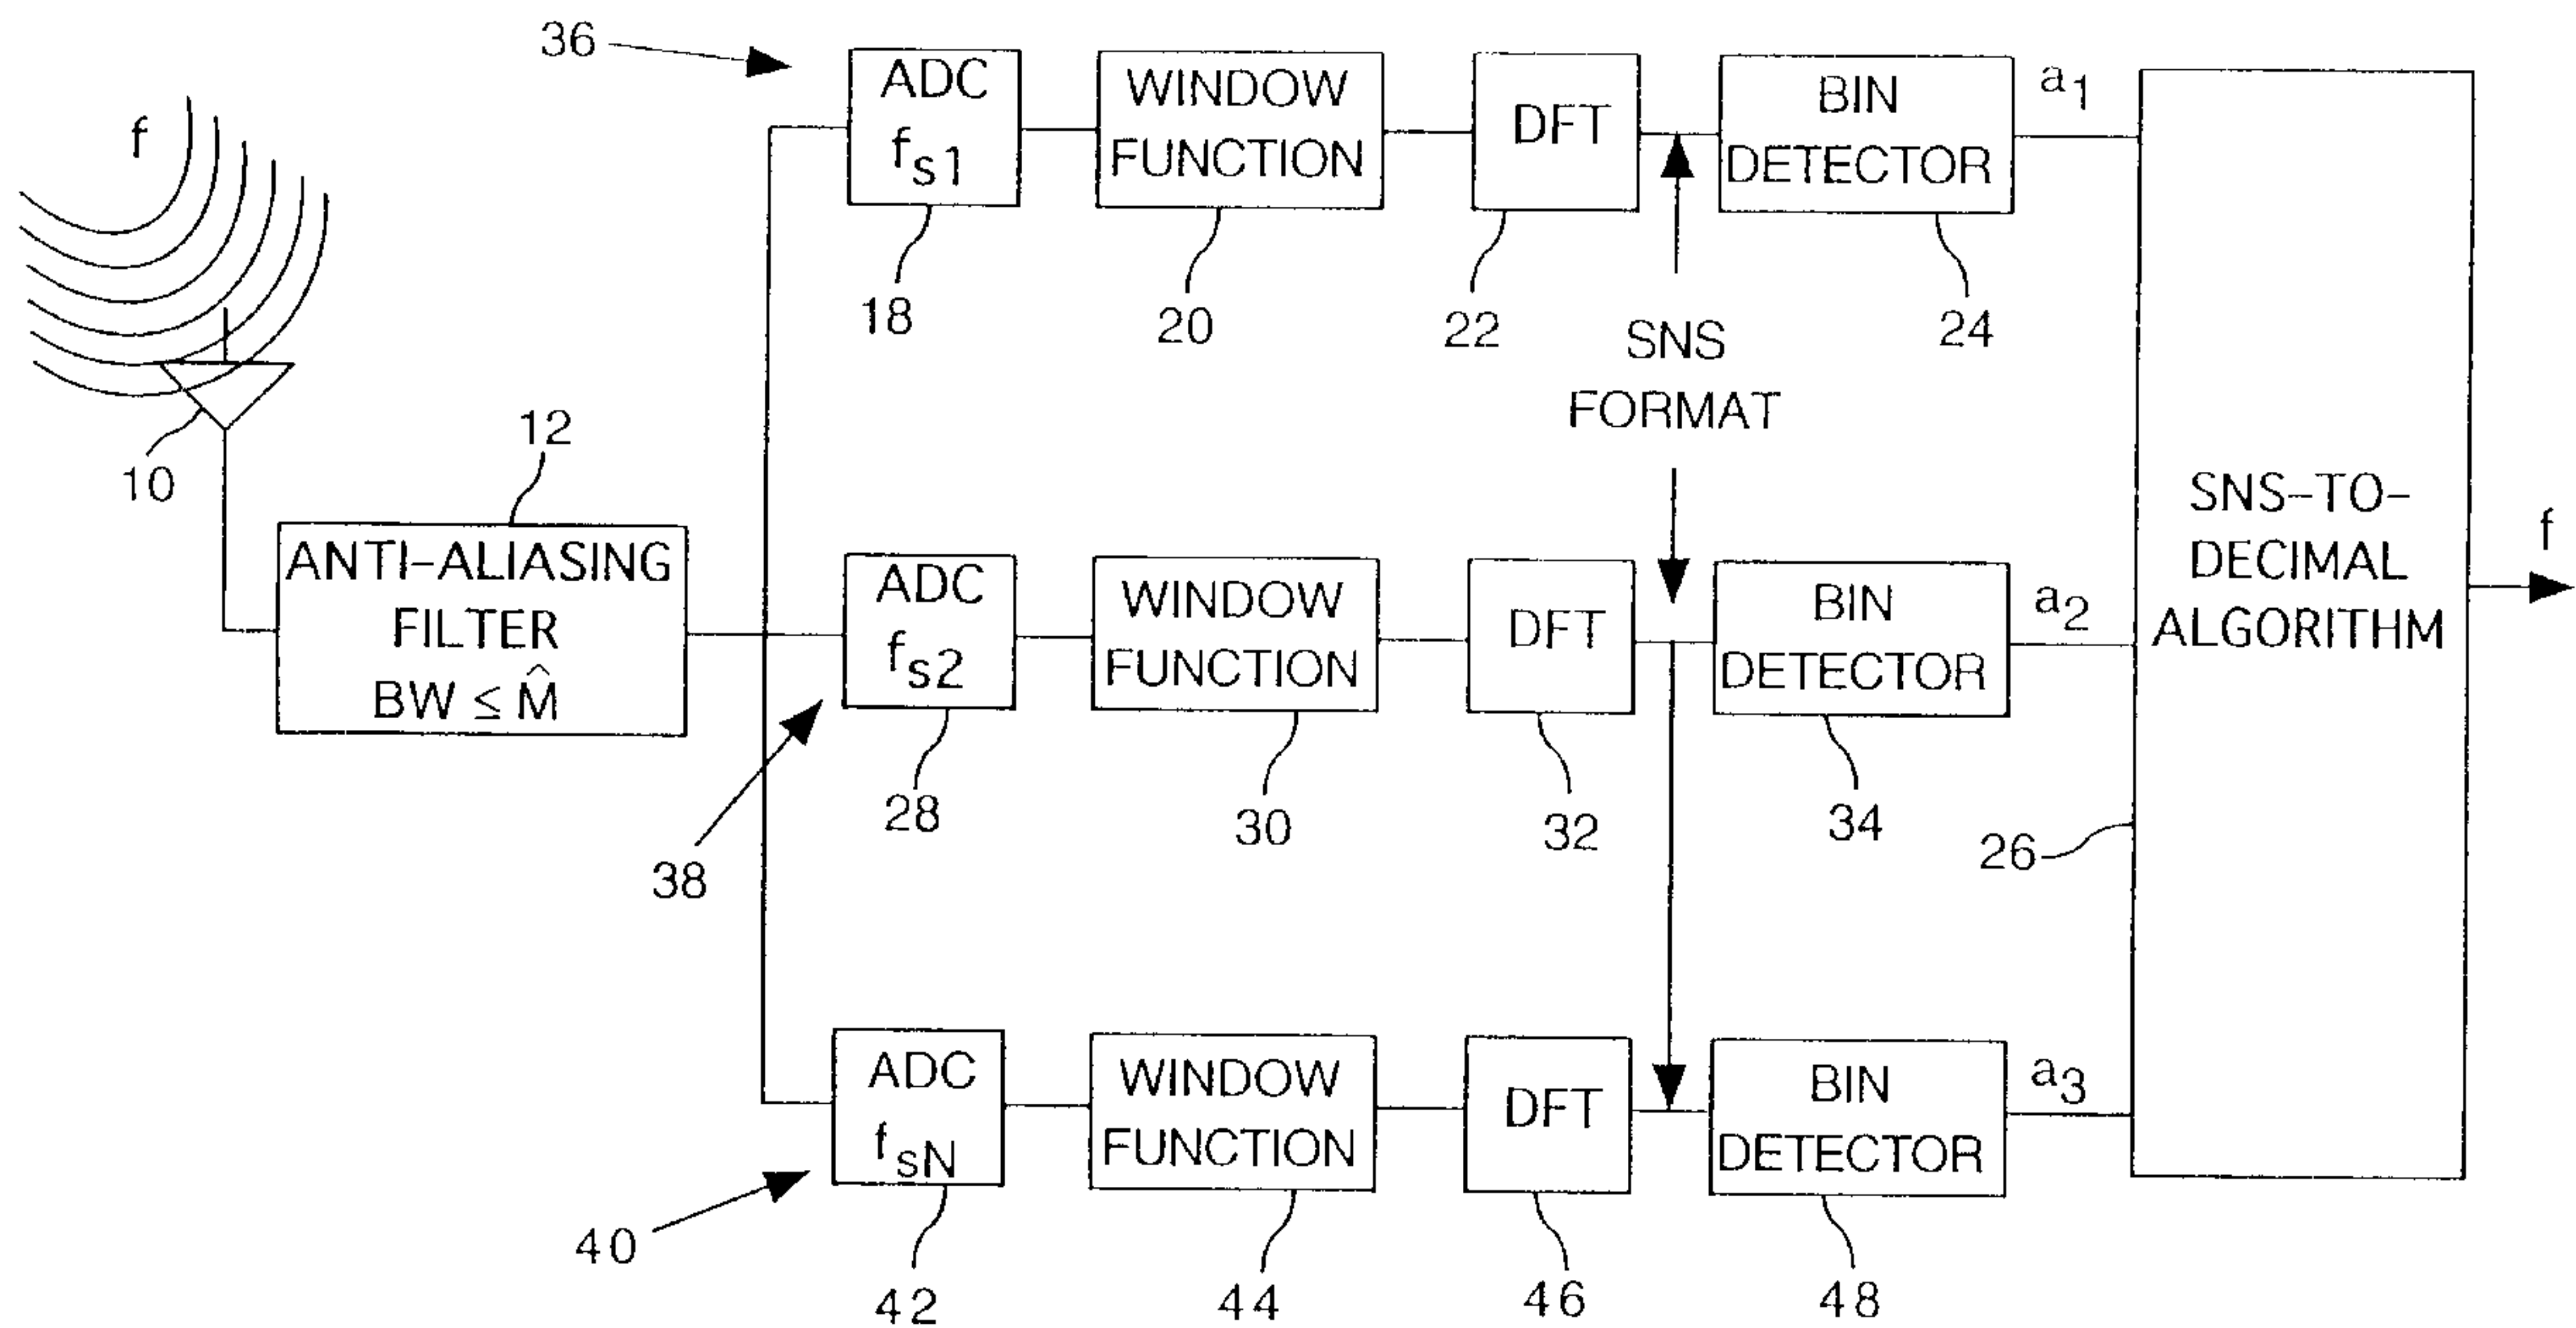 36
f
10
12
ANTI-ALIASING
FILTER
BW ≤ M̂
ADC
fs1
18
WINDOW
FUNCTION
20
DFT
22
BIN
DETECTOR
24
a1
SNS
FORMAT
38
ADC
fs2
28
WINDOW
FUNCTION
30
DFT
32
BIN
DETECTOR
34
a2
40
ADC
fsN
42
WINDOW
FUNCTION
44
DFT
46
BIN
DETECTOR
48
a3
26
SNS-TO-
DECIMAL
ALGORITHM
f